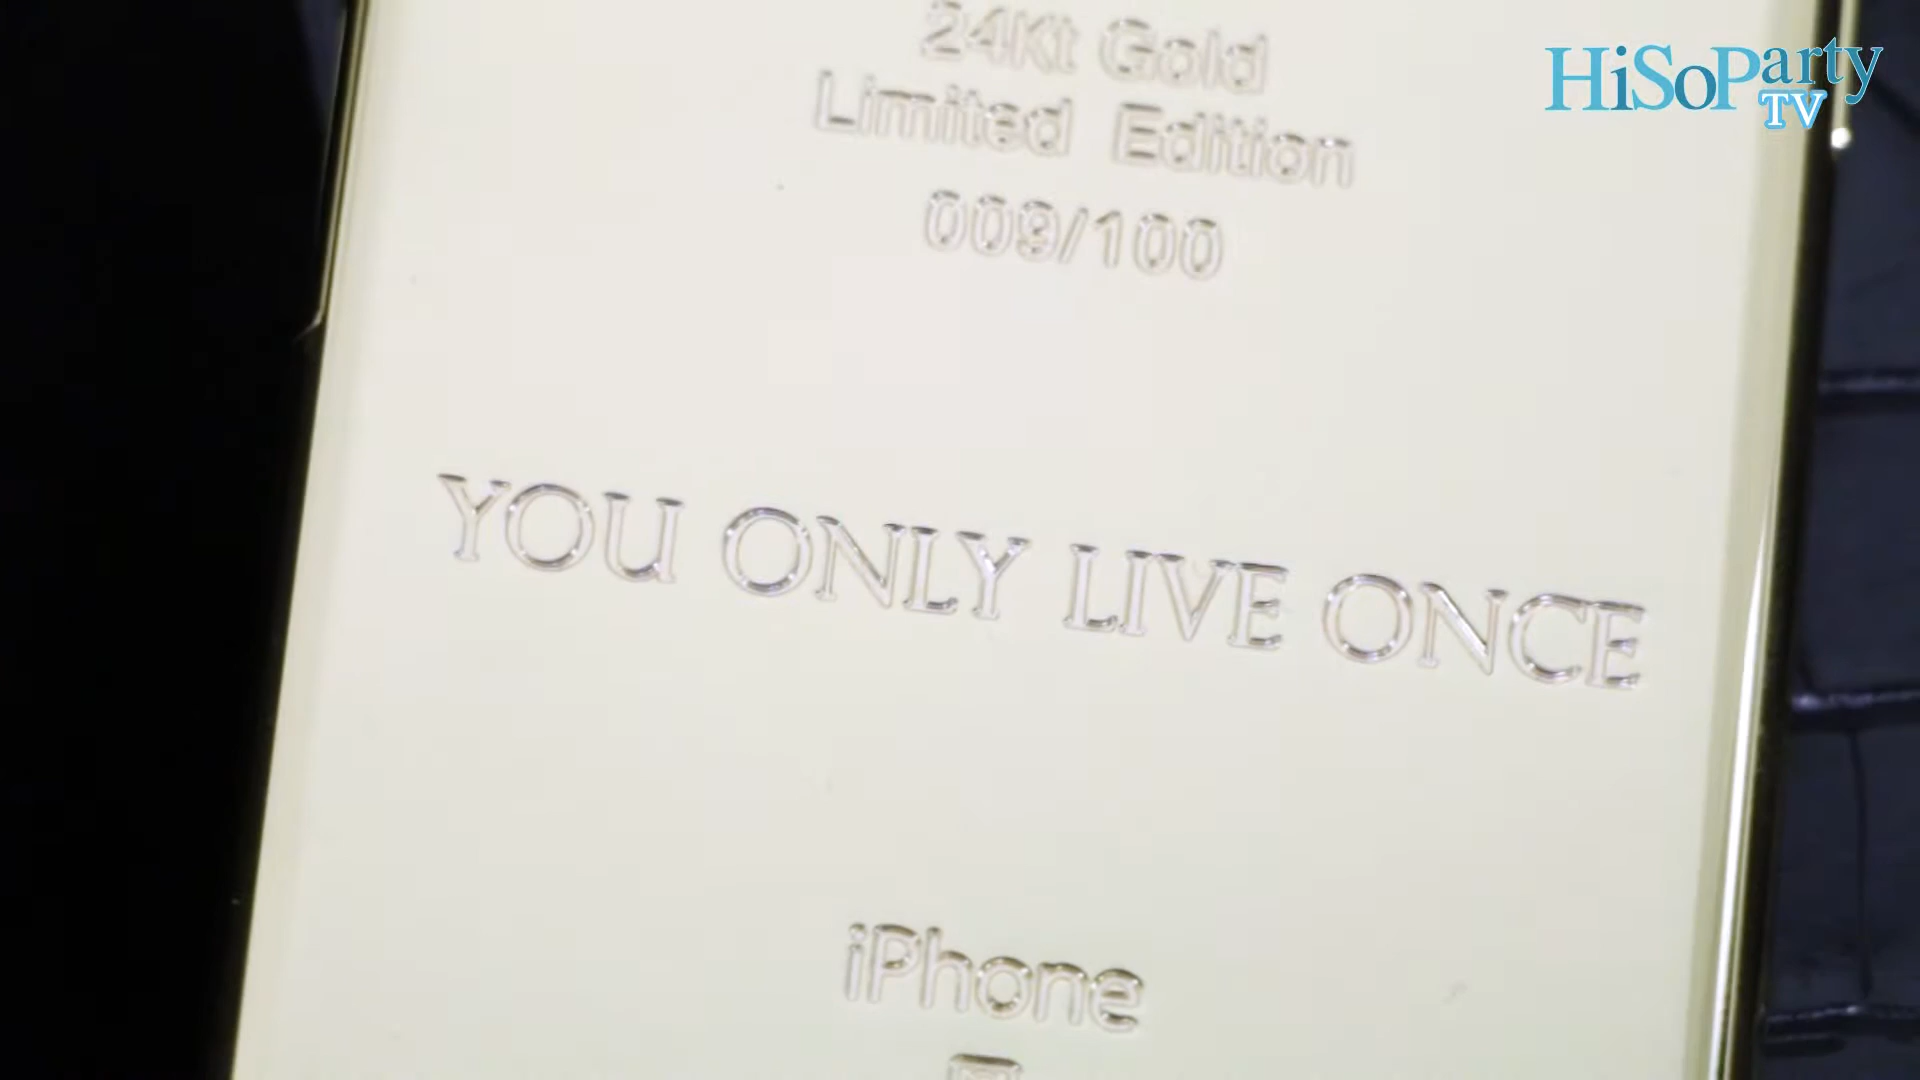 24Kt Gold
Limited Edition
009/100
YOU ONLY LIVE ONCE
iPhone
HiSoParty
TV